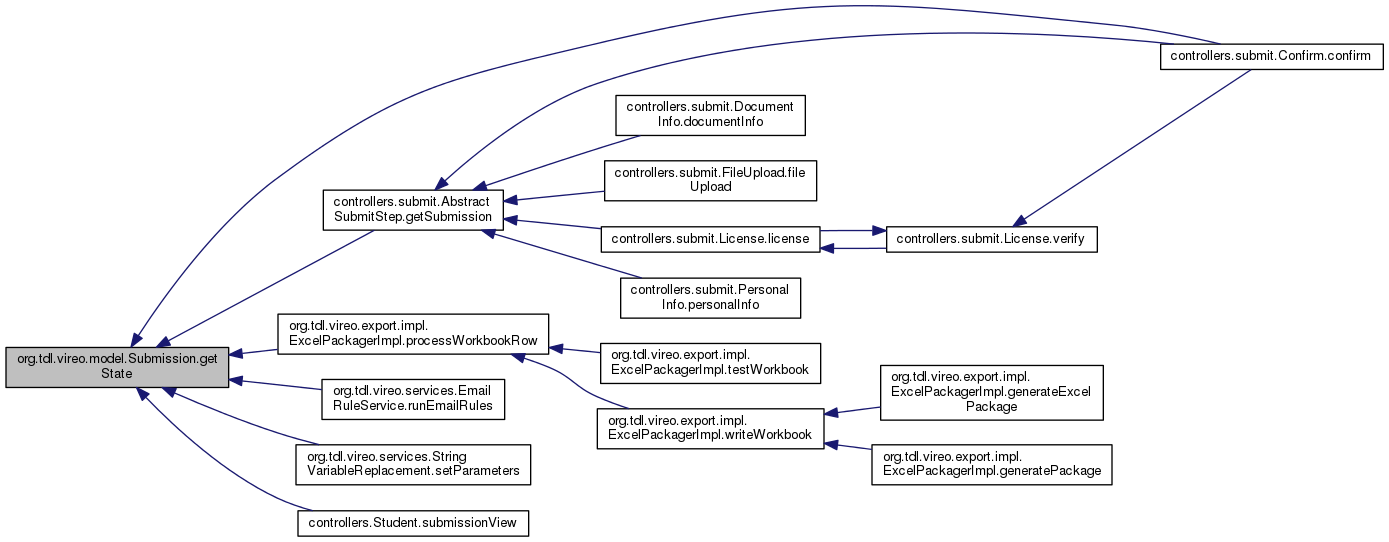 controllers.submit.Confirm.confirm
controllers.submit.Document
Info.documentInfo
controllers.submit.FileUpload.file
Upload
controllers.submit.Abstract
SubmitStep.getSubmission
controllers.submit.License.license
controllers.submit.License.verify
controllers.submit.Personal
Info.personalInfo
org.tdl.vireo.export.impl.
ExcelPackagerImpl.processWorkbookRow
org.tdl.vireo.model.Submission.get
State
org.tdl.vireo.export.impl.
ExcelPackagerImpl.testWorkbook
org.tdl.vireo.services.Email
RuleService.runEmailRules
org.tdl.vireo.export.impl.
ExcelPackagerImpl.generateExcel
Package
org.tdl.vireo.export.impl.
ExcelPackagerImpl.writeWorkbook
org.tdl.vireo.services.String
VariableReplacement.setParameters
org.tdl.vireo.export.impl.
ExcelPackagerImpl.generatePackage
controllers.Student.submissionView